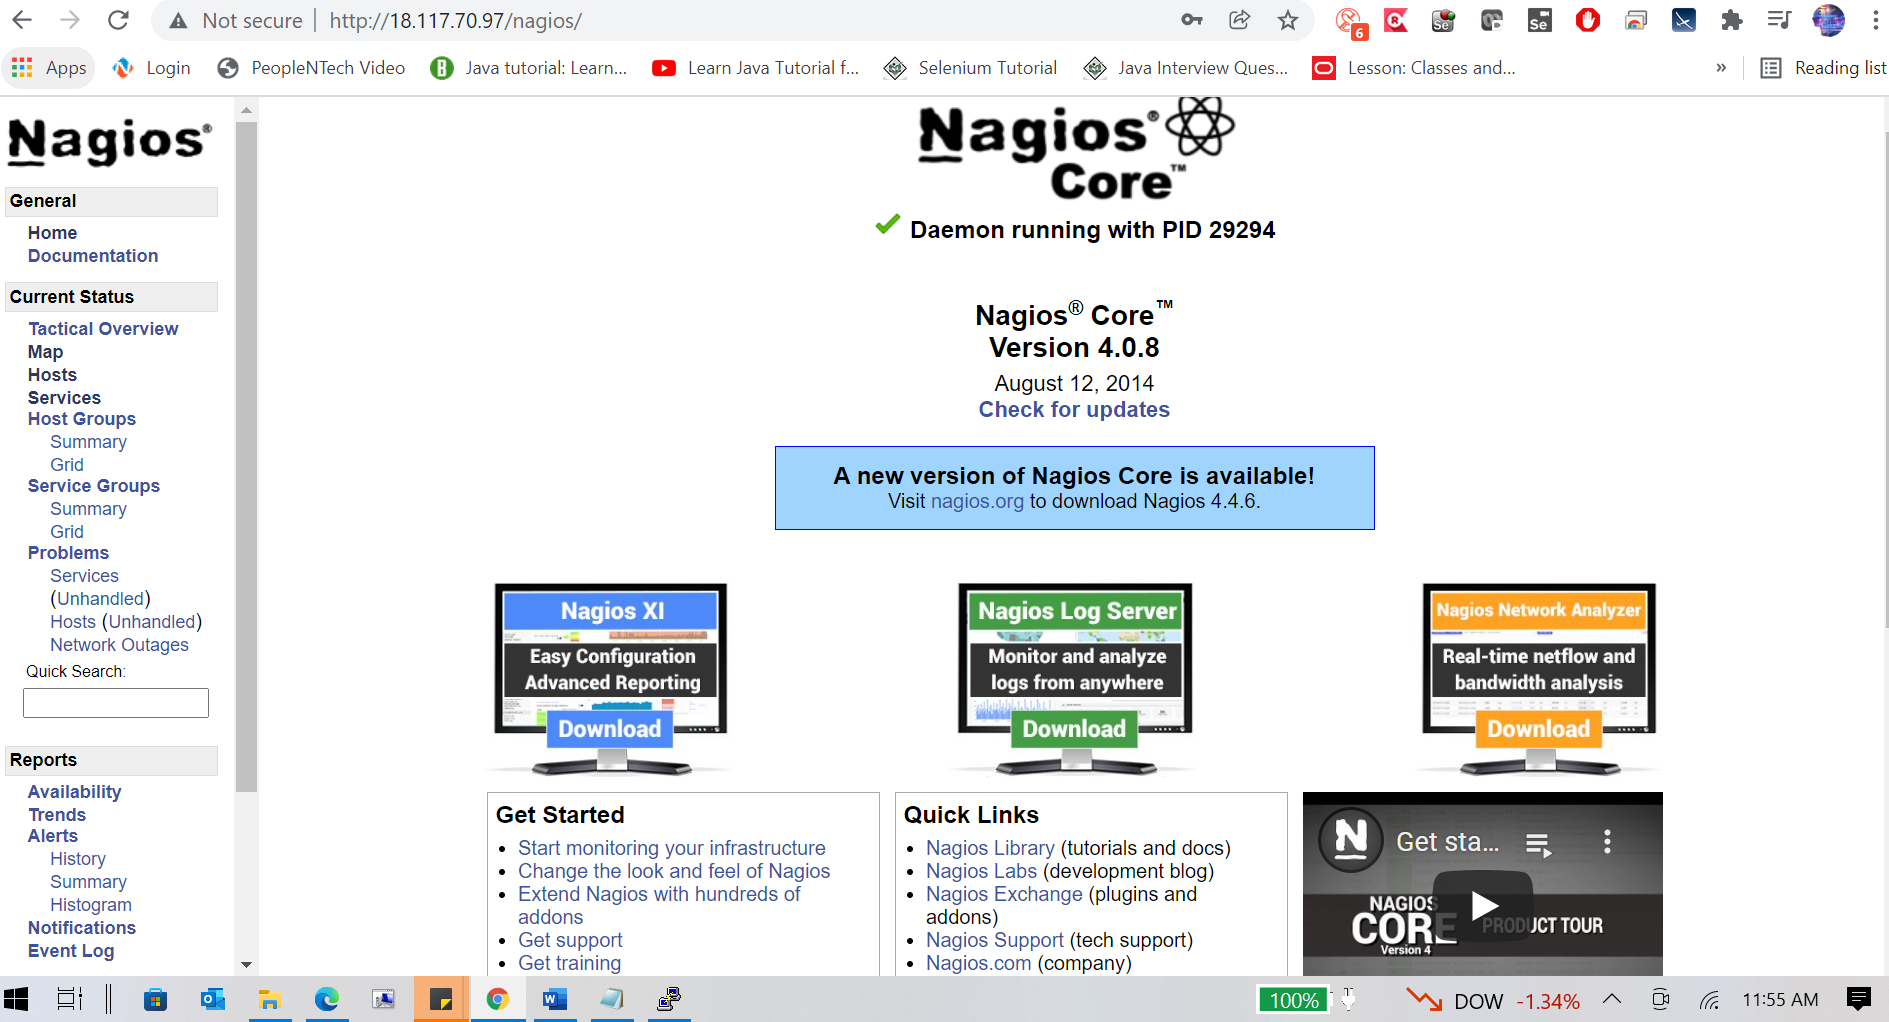 Not secure | http://18.117.70.97/nagios/
6
Se
Se
Apps
Login
PeopleNTech Video
Java tutorial: Learn...
Learn Java Tutorial f...
Selenium Tutorial
Java Interview Ques...
Lesson: Classes and...
»
Reading list
Nagios®
General
Home
Documentation
Current Status
Tactical Overview
Map
Hosts
Services
Host Groups
Summary
Grid
Service Groups
Summary
Grid
Problems
Services
(Unhandled)
Hosts (Unhandled)
Network Outages
Quick Search:
Reports
Availability
Trends
Alerts
History
Summary
Histogram
Notifications
Event Log
Nagios®
Core™
Daemon running with PID 29294
Nagios® Core™
Version 4.0.8
August 12, 2014
Check for updates
A new version of Nagios Core is available!
Visit nagios.org to download Nagios 4.4.6.
Nagios XI
Easy Configuration
Advanced Reporting
Download
Nagios Log Server
Monitor and analyze
logs from anywhere
Download
Nagios Network Analyzer
Real-time netflow and
bandwidth analysis
Download
Get Started
• Start monitoring your infrastructure
• Change the look and feel of Nagios
• Extend Nagios with hundreds of
addons
• Get support
• Get training
Quick Links
• Nagios Library (tutorials and docs)
• Nagios Labs (development blog)
• Nagios Exchange (plugins and
addons)
• Nagios Support (tech support)
• Nagios.com (company)
N
Get sta...
NAGIOS
CORE
Version 4
PRODUCT TOUR
100%
DOW -1.34%
11:55 AM